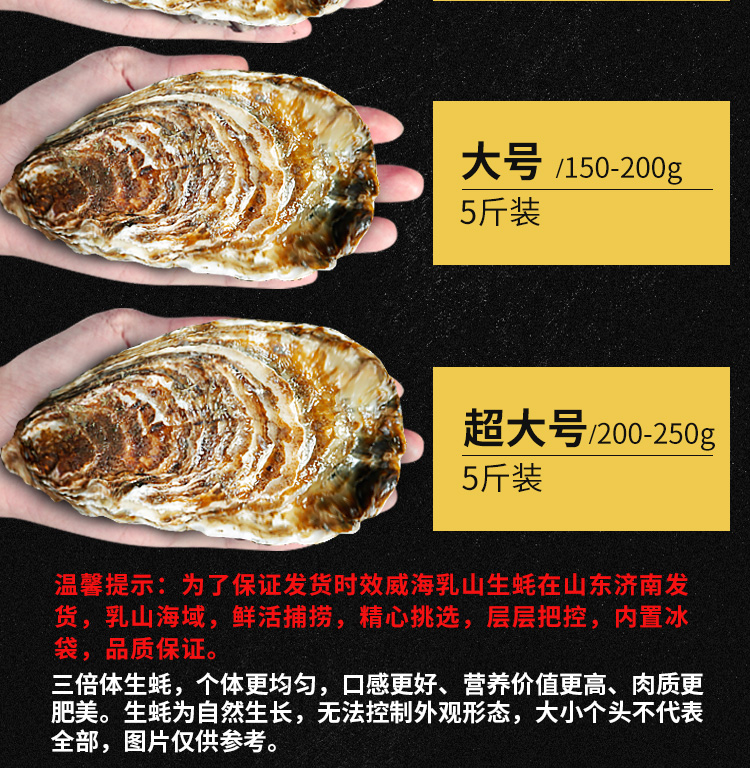 大号 /150-200g
5斤装
超大号/200-250g
5斤装
温馨提示：为了保证发货时效威海乳山生蚝在山东济南发
货，乳山海域，鲜活捕捞，精心挑选，层层把控，内置冰
袋，品质保证。
三倍体生蚝，个体更均匀，口感更好、营养价值更高、肉质更
肥美。生蚝为自然生长，无法控制外观形态，大小个头不代表
全部，图片仅供参考。